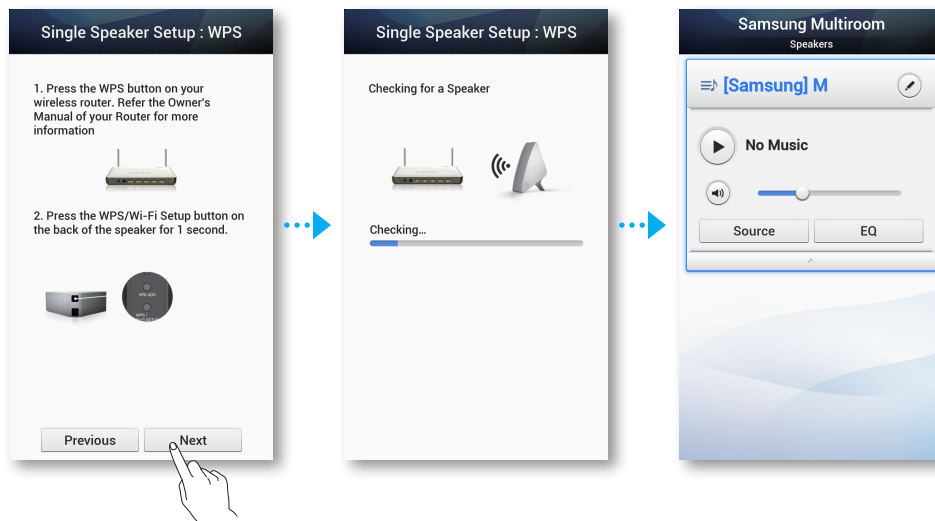 Single Speaker Setup : WPS
1. Press the WPS button on your
wireless router. Refer the Owner's
Manual of your Router for more
information
2. Press the WPS/Wi-Fi Setup button on
the back of the speaker for 1 second.
SPK ADD
WPS /
Previous
Next
Single Speaker Setup : WPS
Checking for a Speaker
Checking...
Samsung Multiroom
Speakers
[Samsung] M
No Music
Source
EQ